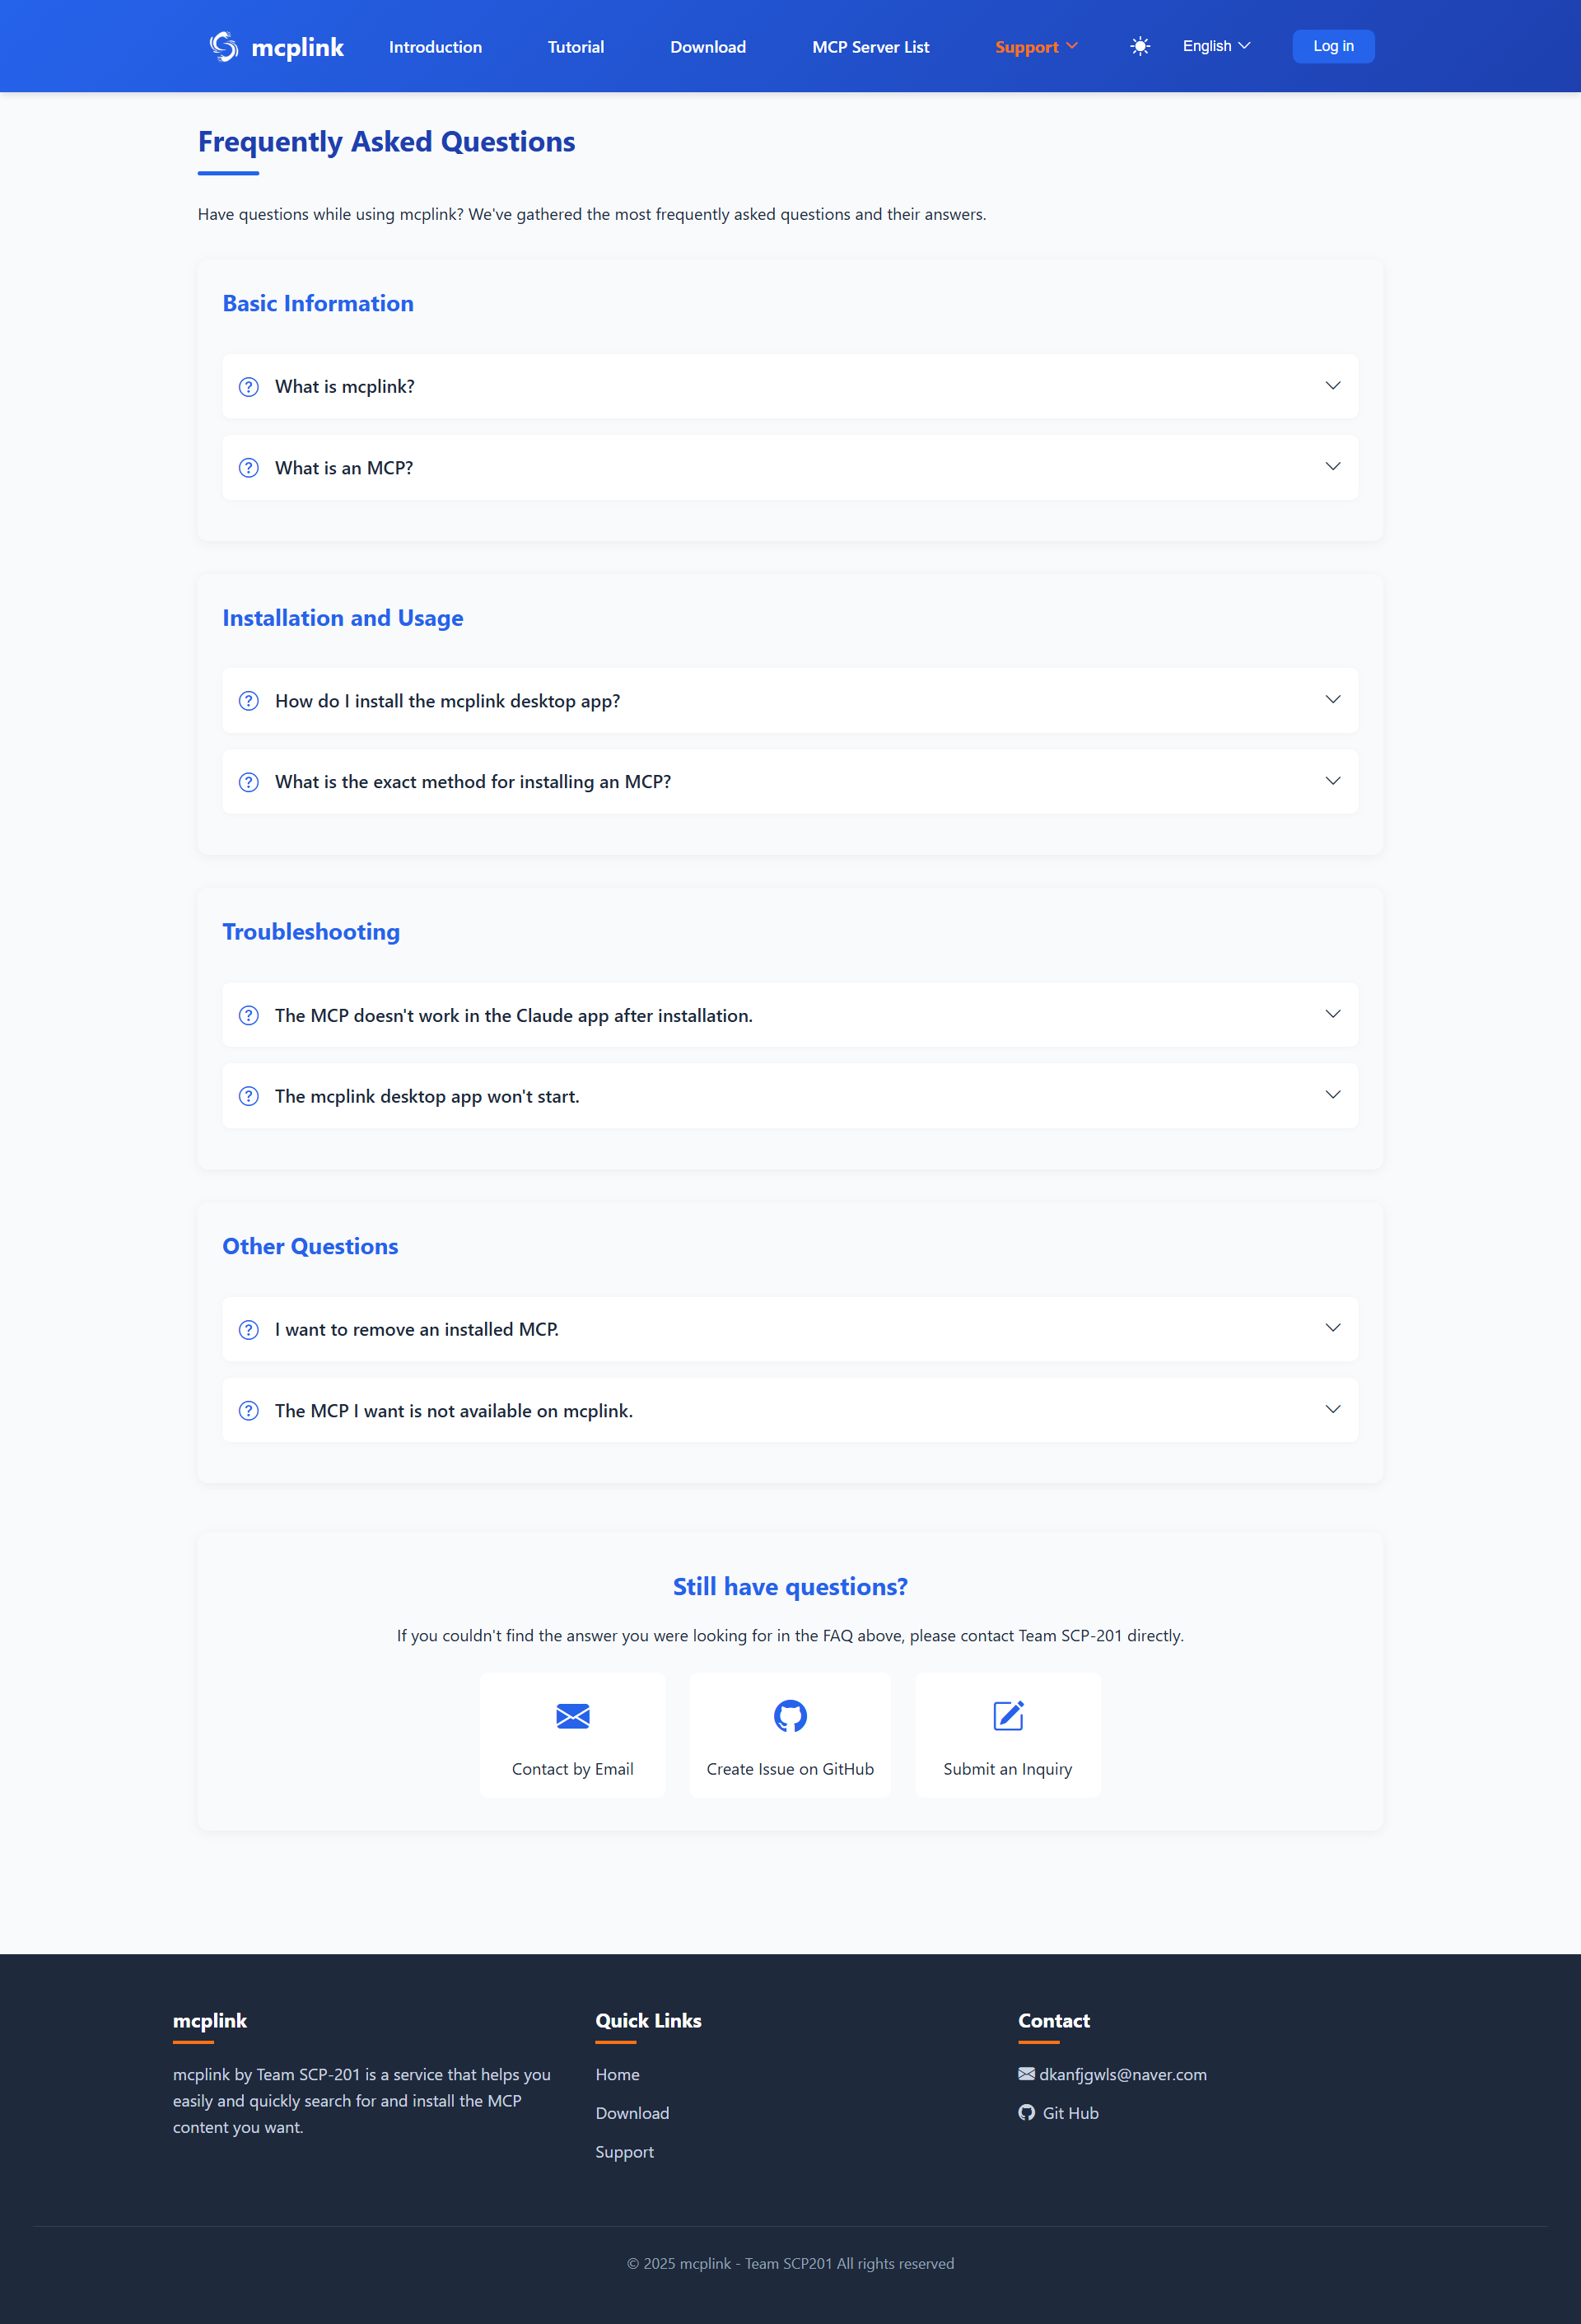 mcplink
Introduction
Tutorial
Download
MCP Server List
Support
English
Log in
Frequently Asked Questions
Have questions while using mcplink? We've gathered the most frequently asked questions and their answers.
Basic Information
What is mcplink?
What is an MCP?
Installation and Usage
How do I install the mcplink desktop app?
What is the exact method for installing an MCP?
Troubleshooting
The MCP doesn't work in the Claude app after installation.
The mcplink desktop app won't start.
Other Questions
I want to remove an installed MCP.
The MCP I want is not available on mcplink.
Still have questions?
If you couldn't find the answer you were looking for in the FAQ above, please contact Team SCP-201 directly.
Contact by Email
Create Issue on GitHub
Submit an Inquiry
mcplink
mcplink by Team SCP-201 is a service that helps you
easily and quickly search for and install the MCP
content you want.
Quick Links
Home
Download
Support
Contact
dkanfjgwls@naver.com
Git Hub
© 2025 mcplink - Team SCP201 All rights reserved